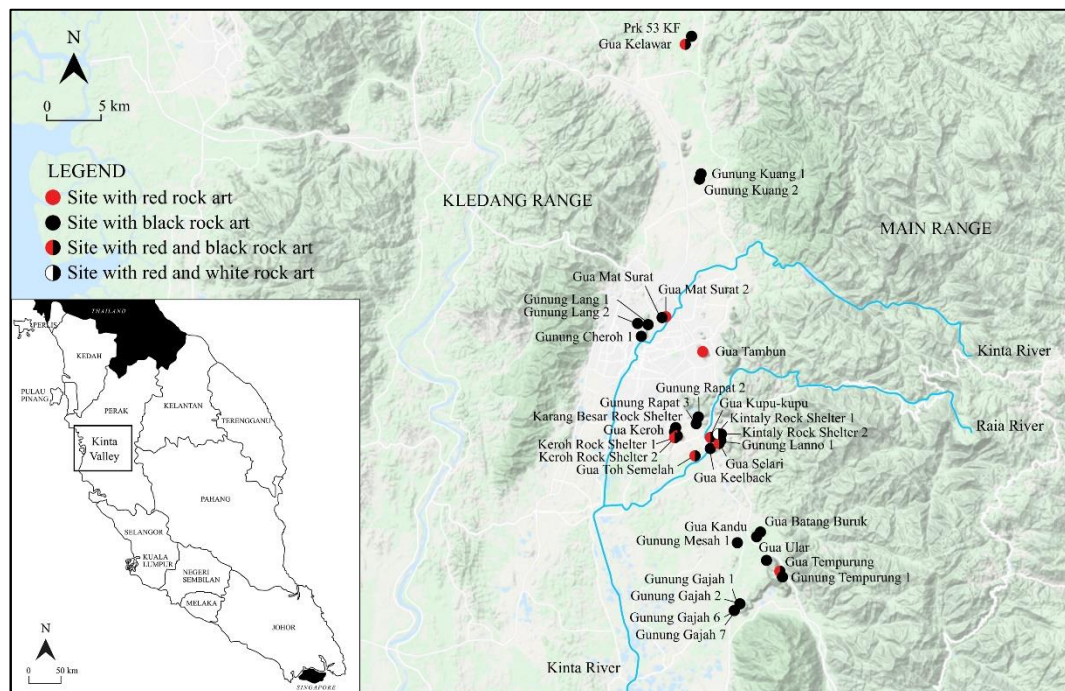 N
0 5 km
LEGEND
Site with red rock art
Site with black rock art
Site with red and black rock art
Site with red and white rock art
Prk 53 KF
Gua Kelawar
Gunung Kuang 1
Gunung Kuang 2
KLEDANG RANGE
MAIN RANGE
Gua Mat Surat
Gua Mat Surat 2
Gunung Lang 1
Gunung Lang 2
Gunung Cheroh 1
Gua Tambun
Kinta River
Raia River
Gunung Rapat 2
Gunung Rapat 3
Gua Kupu-kupu
Karang Besar Rock Shelter
Kintaly Rock Shelter 1
Gua Keroh
Kintaly Rock Shelter 2
Keroh Rock Shelter 1
Gunung Lanno 1
Keroh Rock Shelter 2
Gua Selari
Gua Toh Semelah
Gua Keelback
Gua Kandu
Gua Batang Buruk
Gunung Mesah 1
Gua Ular
Gua Tempurung
Gunung Tempurung 1
Gunung Gajah 1
Gunung Gajah 2
Gunung Gajah 6
Gunung Gajah 7
Kinta River
THAILAND
PERLIS
KEDAH
PULAU
PINANG
PERAK
KELANTAN
TERENGGANU
Kinta
Valley
PAHANG
SELANGOR
KUALA
LUMPUR
NEGERI
SEMBILAN
MELAKA
JOHOR
SINGAPORE
N
0 50 km